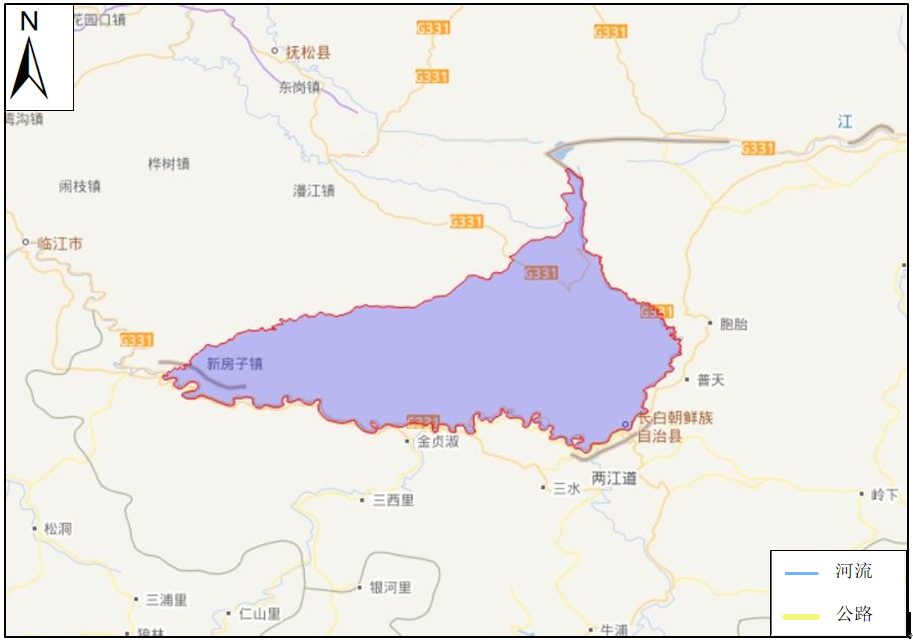 N
花园口镇
G331
G331
抚松县
G331
东岗镇
湾沟镇
江
G331
桦树镇
闹枝镇
漫江镇
G331
临江市
G331
G331
胞胎
G331
新房子镇
普天
G331
长白朝鲜族
自治县
金贞淑
两江道
三水
三西里
岭下
松洞
河流
银河里
三浦里
公路
仁山里
狼林
牛浦